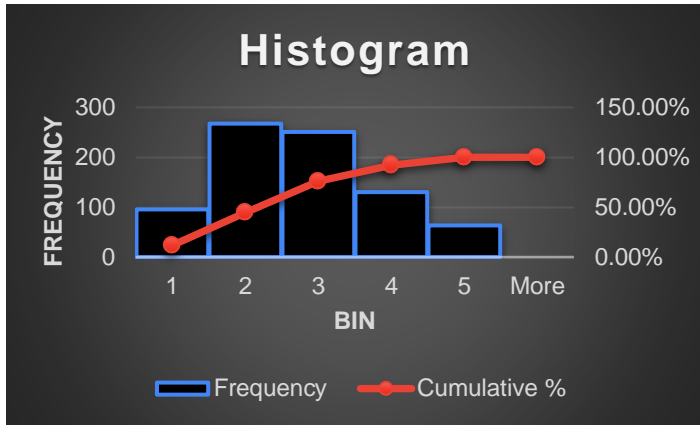 Histogram
FREQUENCY
300
200
100
0
150.00%
100.00%
50.00%
0.00%
1 2 3 4 5 More
BIN
Frequency Cumulative %